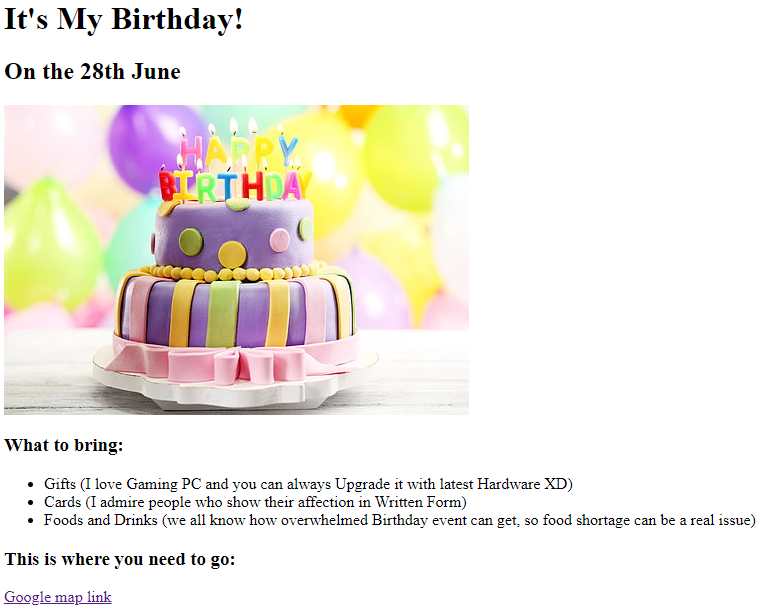 It's My Birthday!
On the 28th June
HAPPY
BIRTHDAY
What to bring:
Gifts (I love Gaming PC and you can always Upgrade it with latest Hardware XD)
Cards (I admire people who show their affection in Written Form)
Foods and Drinks (we all know how overwhelmed Birthday event can get, so food shortage can be a real issue)
This is where you need to go:
Google map link